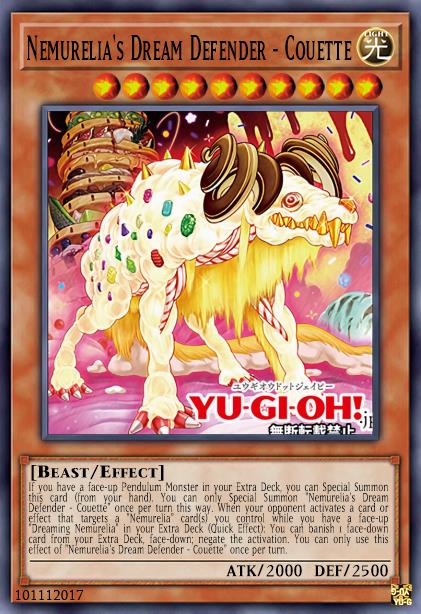 Nemurelia's Dream Defender - Couette
LIGHT
光
ユウギオウドットジェイピー
YU-GI-OH!
無断転載禁止
[Beast/Effect]
If you have a face-up Pendulum Monster in your Extra Deck, you can Special Summon
this card (from your hand). You can only Special Summon "Nemurelia's Dream
Defender - Couette" once per turn this way. When your opponent activates a card or
effect that targets a "Nemurelia" card(s) you control while you have a face-up
"Dreaming Nemurelia" in your Extra Deck (Quick Effect): You can banish 1 face-down
card from your Extra Deck, face-down; negate the activation. You can only use this
effect of "Nemurelia's Dream Defender - Couette" once per turn.
ATK/2000 DEF/2500
101112017